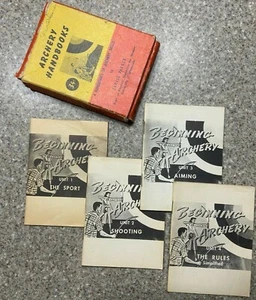 ARCHERY
HANDBOOKS
BEGINNING
ARCHERY
UNIT 1
THE SPORT
BEGINNING
ARCHERY
UNIT 2
SHOOTING
BEGINNING
ARCHERY
UNIT 3
AIMING
BEGINNING
ARCHERY
UNIT 4
THE RULES
Simplified